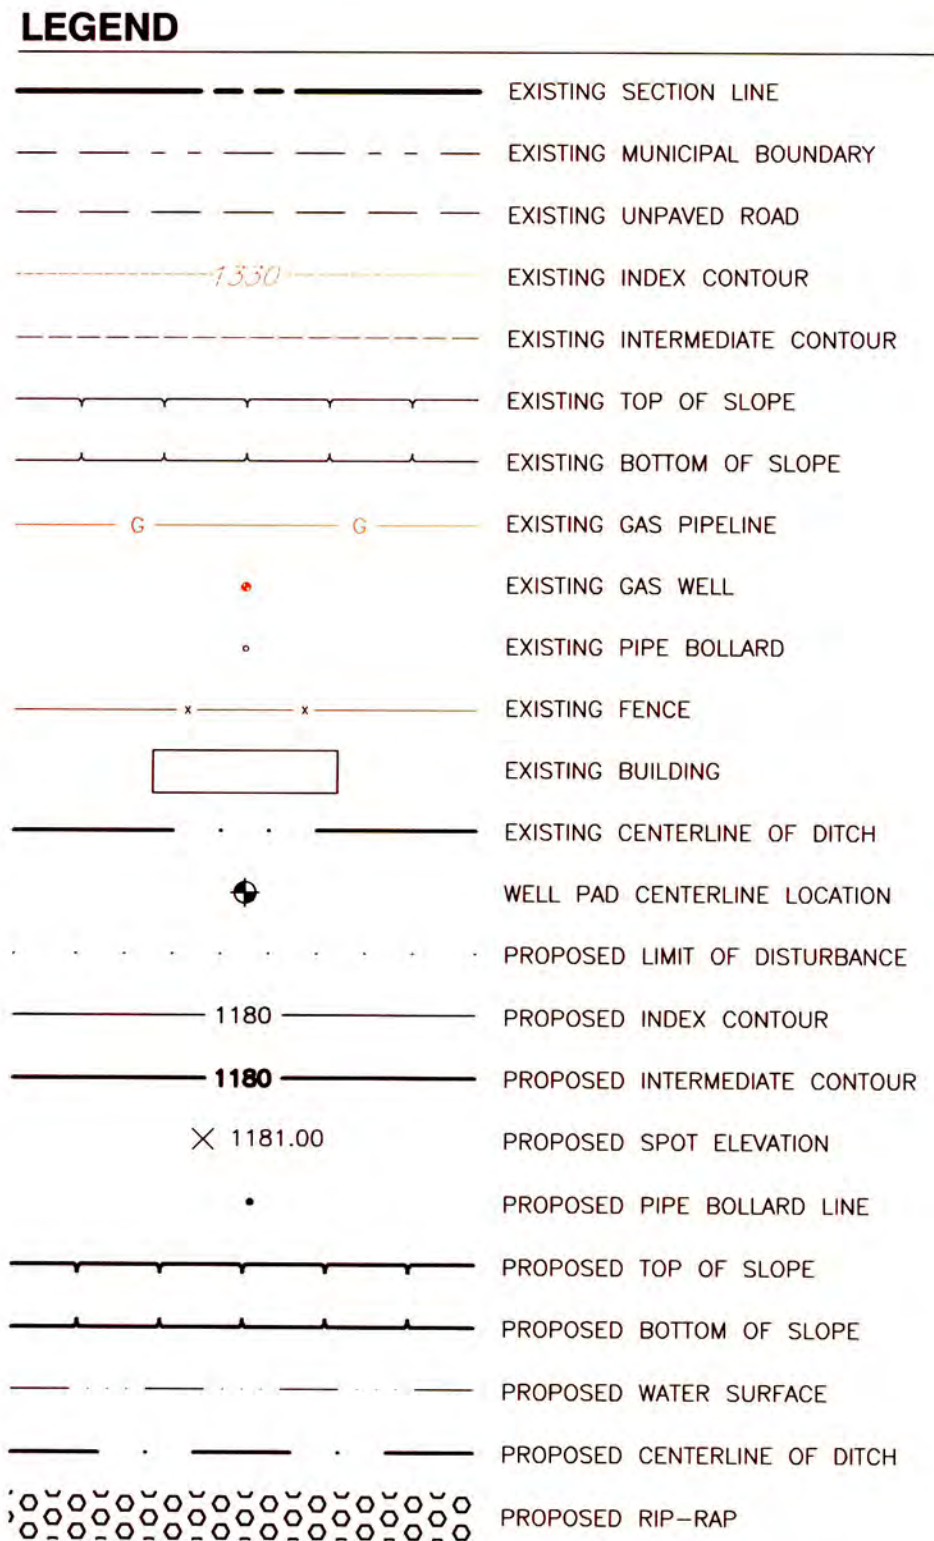 LEGEND
EXISTING SECTION LINE
EXISTING MUNICIPAL BOUNDARY
EXISTING UNPAVED ROAD
1330 EXISTING INDEX CONTOUR
EXISTING INTERMEDIATE CONTOUR
EXISTING TOP OF SLOPE
EXISTING BOTTOM OF SLOPE
G G EXISTING GAS PIPELINE
EXISTING GAS WELL
EXISTING PIPE BOLLARD
x x EXISTING FENCE
EXISTING BUILDING
EXISTING CENTERLINE OF DITCH
WELL PAD CENTERLINE LOCATION
PROPOSED LIMIT OF DISTURBANCE
1180 PROPOSED INDEX CONTOUR
1180 PROPOSED INTERMEDIATE CONTOUR
1181.00 PROPOSED SPOT ELEVATION
PROPOSED PIPE BOLLARD LINE
PROPOSED TOP OF SLOPE
PROPOSED BOTTOM OF SLOPE
PROPOSED WATER SURFACE
PROPOSED CENTERLINE OF DITCH
PROPOSED RIP-RAP